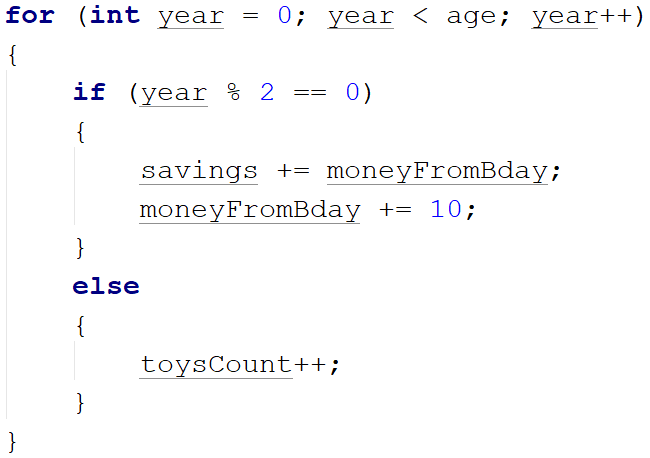 for (int year = 0; year < age; year++)
{
    if (year % 2 == 0)
    {
        savings += moneyFromBday;
        moneyFromBday += 10;
    }
    else
    {
        toysCount++;
    }
}